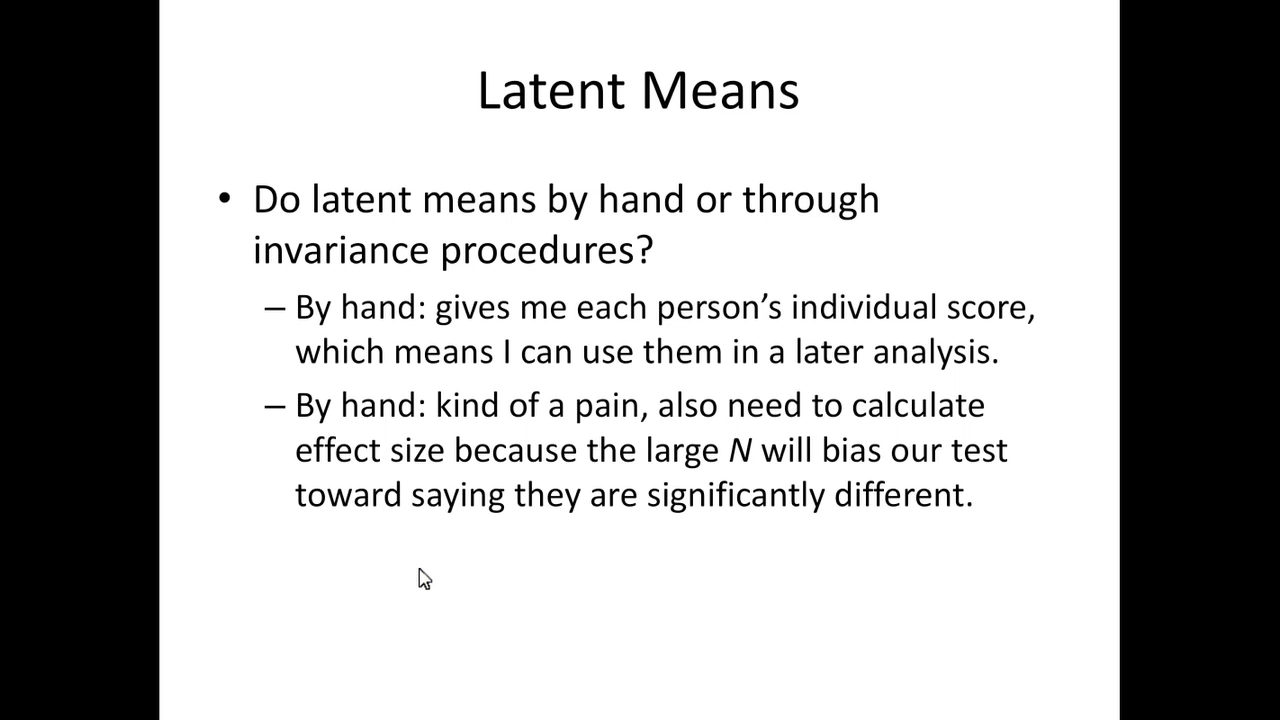 Latent Means
• Do latent means by hand or through
invariance procedures?
– By hand: gives me each person’s individual score,
which means I can use them in a later analysis.
– By hand: kind of a pain, also need to calculate
effect size because the large N will bias our test
toward saying they are significantly different.